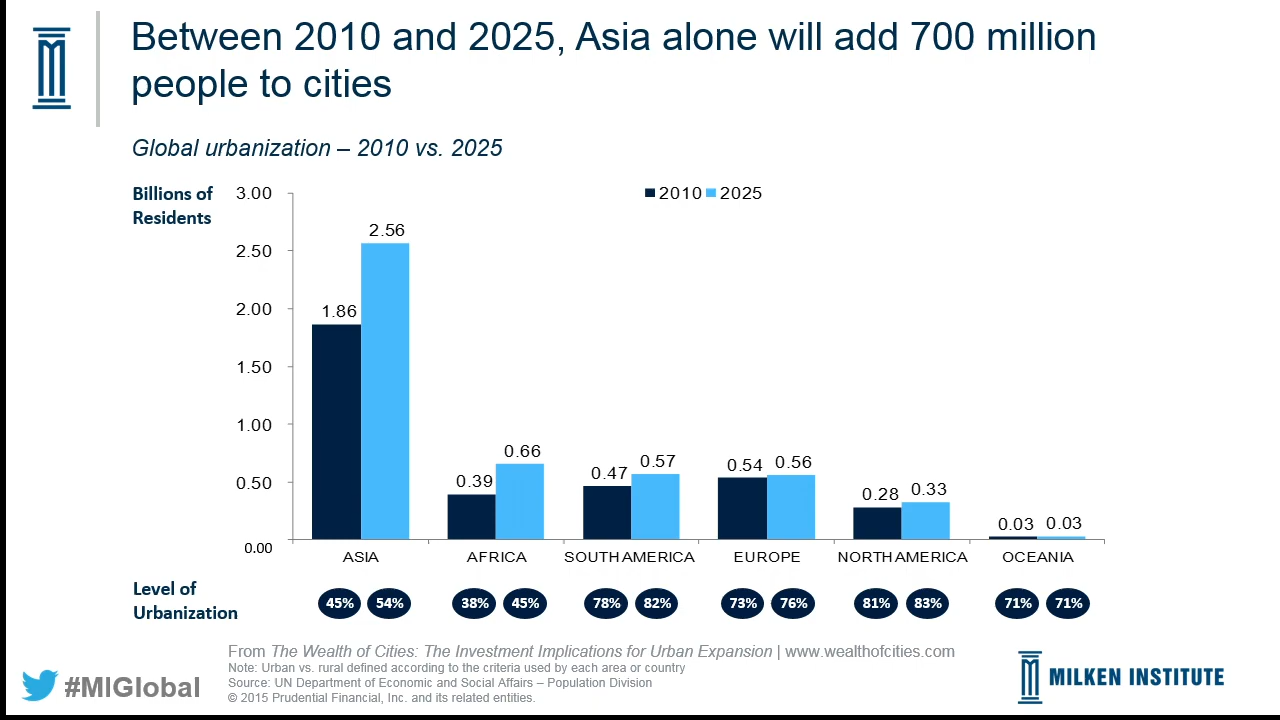 Between 2010 and 2025, Asia alone will add 700 million
people to cities
Global urbanization – 2010 vs. 2025
Billions of
Residents
2010 2025
3.00
2.50
2.00
1.50
1.00
0.50
0.00
1.86 2.56
0.39 0.66
0.47 0.57
0.54 0.56
0.28 0.33
0.03 0.03
ASIA AFRICA SOUTH AMERICA EUROPE NORTH AMERICA OCEANIA
Level of
Urbanization
45% 54% 38% 45% 78% 82% 73% 76% 81% 83% 71% 71%
From The Wealth of Cities: The Investment Implications for Urban Expansion | www.wealthofcities.com
Note: Urban vs. rural defined according to the criteria used by each area or country
Source: UN Department of Economic and Social Affairs – Population Division
© 2015 Prudential Financial, Inc. and its related entities.
#MIGlobal
MILKEN INSTITUTE